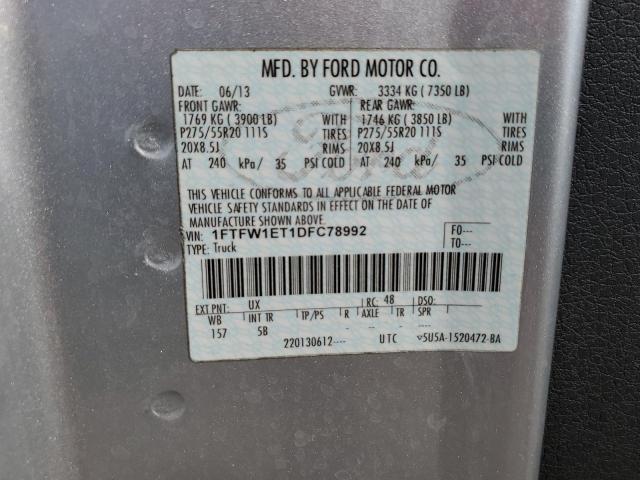 MFD. BY FORD MOTOR CO.
DATE: 06/13 GVWR: 3334 KG ( 7350 LB)
FRONT GAWR: REAR GAWR:
1769 KG ( 3900 LB) WITH 1746 KG ( 3850 LB) WITH
P275/55R20 111S TIRES P275/55R20 111S TIRES
20X8.5J RIMS 20X8.5J RIMS
AT 240 kPa/ 35 PSI COLD AT 240 kPa/ 35 PSI COLD
THIS VEHICLE CONFORMS TO ALL APPLICABLE FEDERAL MOTOR
VEHICLE SAFETY STANDARDS IN EFFECT ON THE DATE OF
MANUFACTURE SHOWN ABOVE.
VIN: 1FTFW1ET1DFC78992 FO---
TYPE: Truck TO---
EXT PNT: UX RC: 48 DSO:
WB INT TR TP/PS R AXLE TR SPR
157 5B
220130612---- UTC ▽5U5A-1520472-BA
Ford